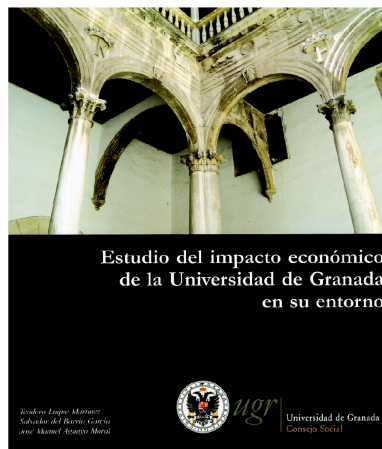 Estudio del impacto económico
de la Universidad de Granada
en su entorno
Teodoro Luque Martínez
Salvador del Barrio García
Jose Manuel Aguayo Moral
ugr
Universidad de Granada
Consejo Social